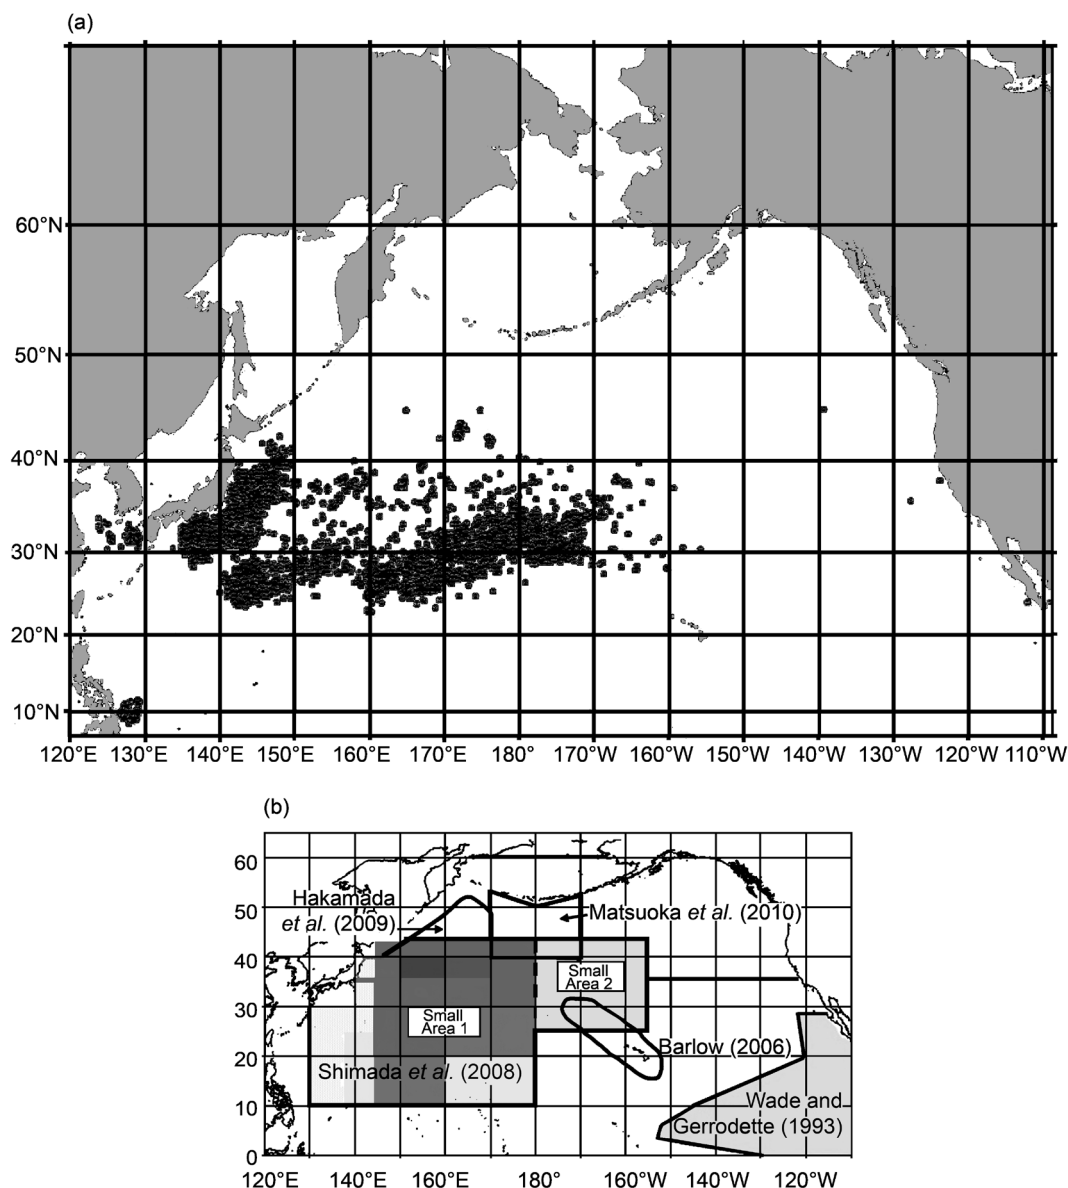 (a)
60°N
50°N
40°N
30°N
20°N
10°N
120°E 130°E 140°E 150°E 160°E 170°E 180° 170°W 160°W 150°W 140°W 130°W 120°W 110°W
(b)
60
50
40
30
20
10
0
Hakamada
et al. (2009)
Matsuoka et al. (2010)
Small
Area 2
Small
Area 1
Barlow (2006)
Shimada et al. (2008)
Wade and
Gerrodette (1993)
120°E 140°E 160°E 180° 160°W 140°W 120°W